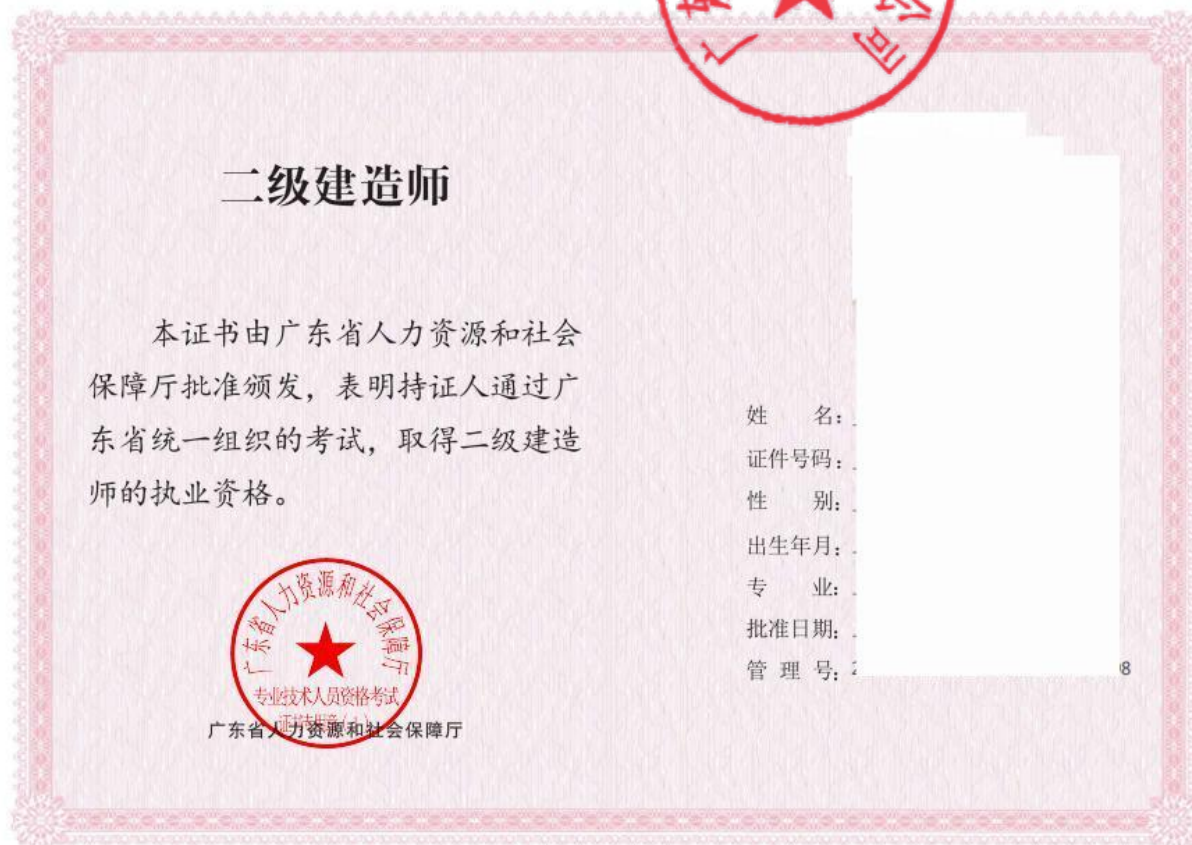 二级建造师
本证书由广东省人力资源和社会
保障厅批准颁发，表明持证人通过广
东省统一组织的考试，取得二级建造
师的执业资格。
广东省人力资源和社会保障厅
专业技术人员资格考试
广东省人力资源和社会保障厅
姓 名：
证件号码：
性 别：
出生年月：
专 业：
批准日期：
管 理 号：